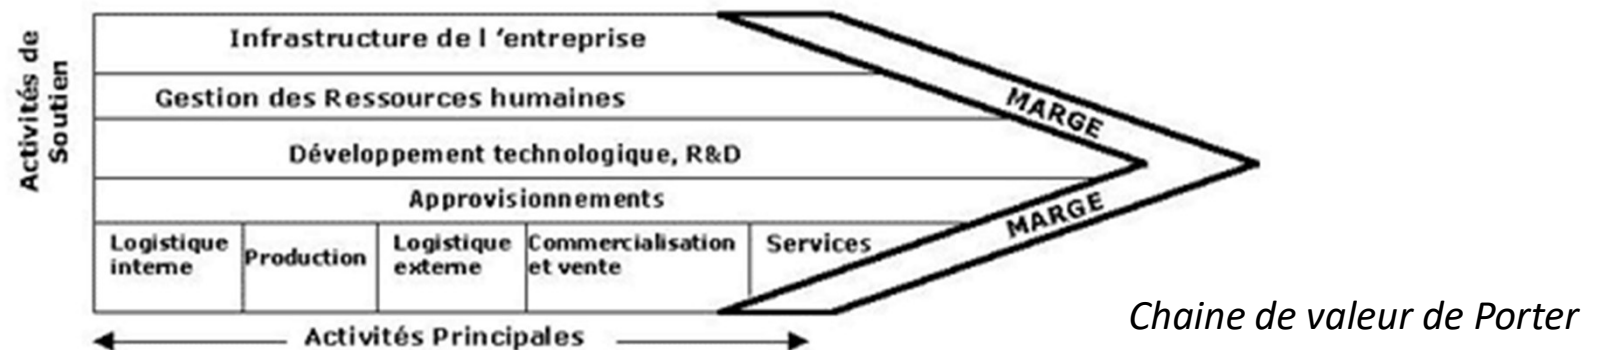 Activités de
Soutien
Infrastructure de l ‘entreprise
Gestion des Ressources humaines
Développement technologique, R&D
Approvisionnements
Logistique
interne
Production
Logistique
externe
Commercialisation
et vente
Services
MARGE
MARGE
Activités Principales
Chaine de valeur de Porter